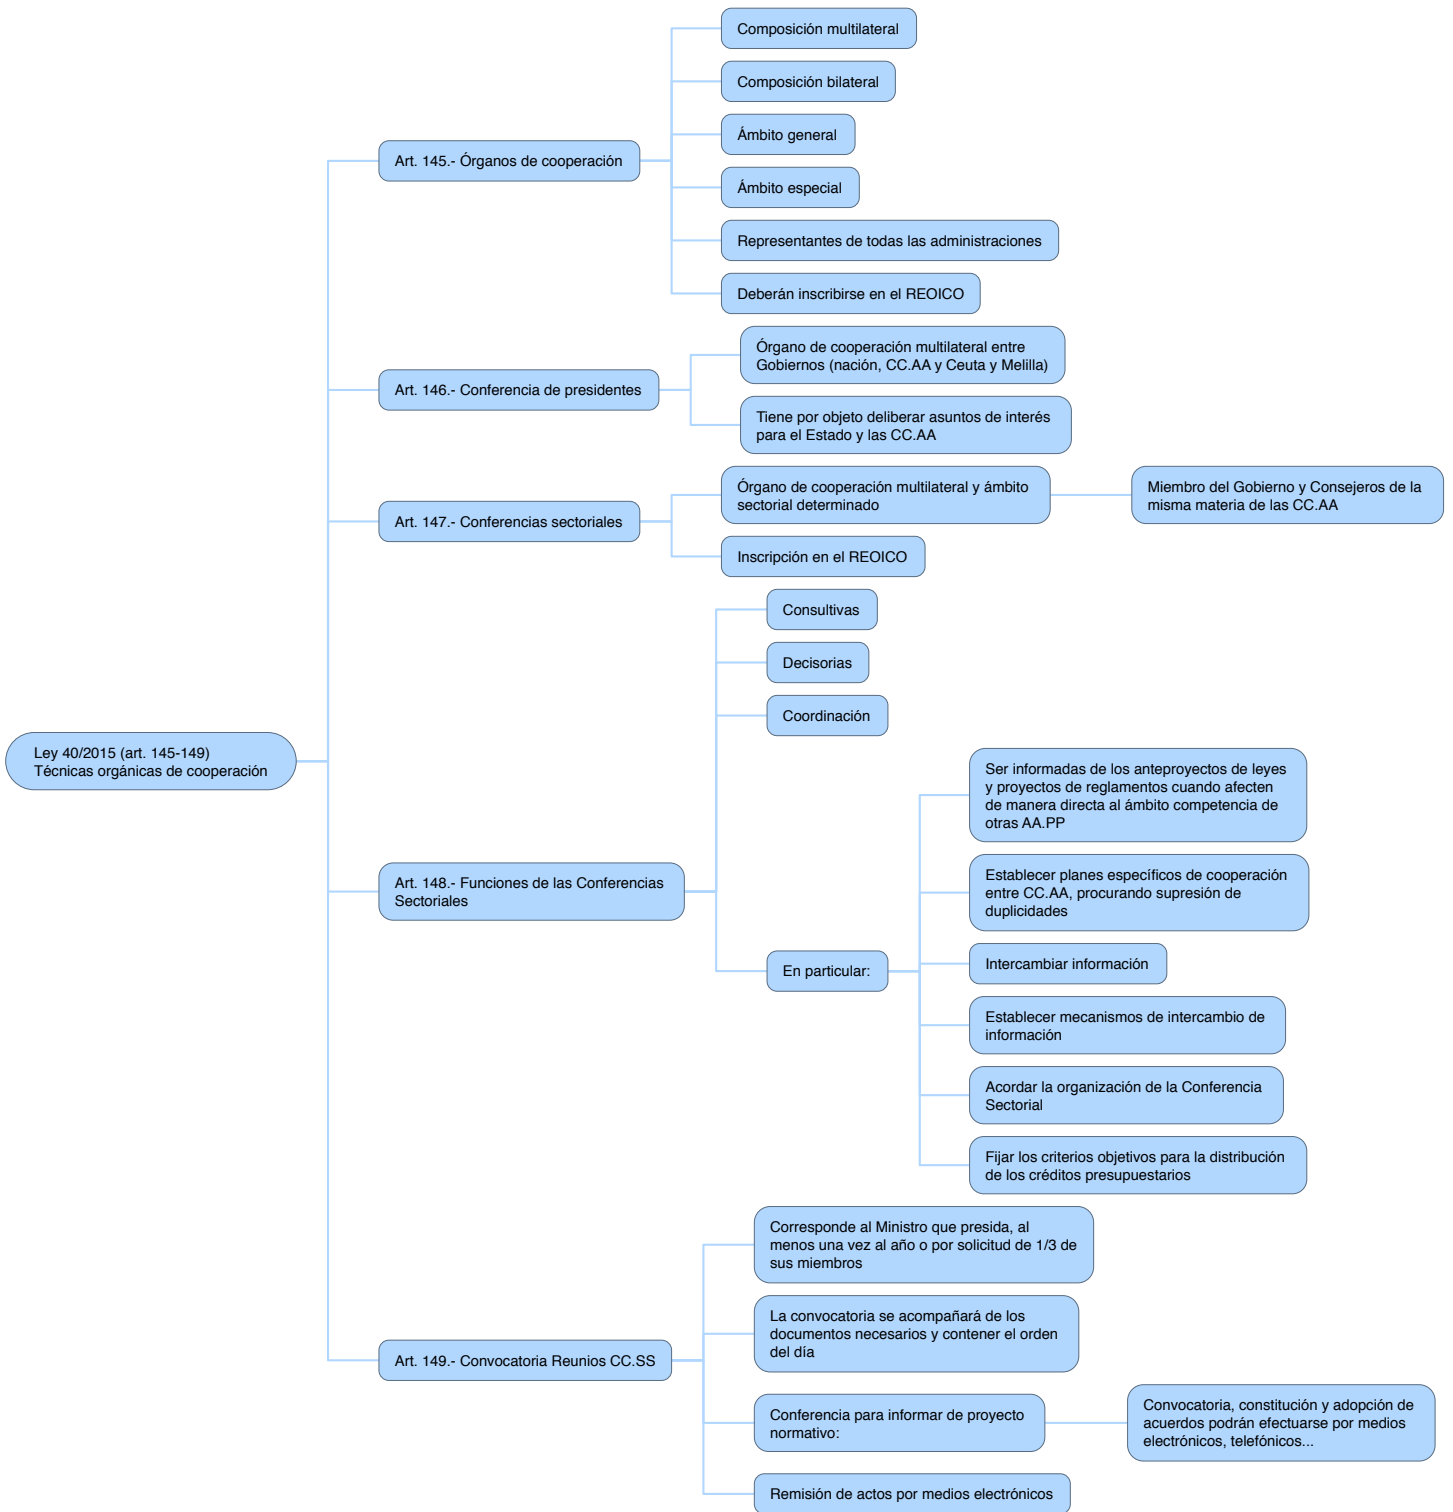 Ley 40/2015 (art. 145-149)
Técnicas orgánicas de cooperación
Art. 145.- Órganos de cooperación
Composición multilateral
Composición bilateral
Ámbito general
Ámbito especial
Representantes de todas las administraciones
Deberán inscribirse en el REOICO
Art. 146.- Conferencia de presidentes
Órgano de cooperación multilateral entre
Gobiernos (nación, CC.AA y Ceuta y Melilla)
Tiene por objeto deliberar asuntos de interés
para el Estado y las CC.AA
Art. 147.- Conferencias sectoriales
Órgano de cooperación multilateral y ámbito
sectorial determinado
Miembro del Gobierno y Consejeros de la
misma materia de las CC.AA
Inscripción en el REOICO
Art. 148.- Funciones de las Conferencias
Sectoriales
Consultivas
Decisorias
Coordinación
En particular:
Ser informadas de los anteproyectos de leyes
y proyectos de reglamentos cuando afecten
de manera directa al ámbito competencia de
otras AA.PP
Establecer planes específicos de cooperación
entre CC.AA, procurando supresión de
duplicidades
Intercambiar información
Establecer mecanismos de intercambio de
información
Acordar la organización de la Conferencia
Sectorial
Fijar los criterios objetivos para la distribución
de los créditos presupuestarios
Art. 149.- Convocatoria Reunios CC.SS
Corresponde al Ministro que presida, al
menos una vez al año o por solicitud de 1/3 de
sus miembros
La convocatoria se acompañará de los
documentos necesarios y contener el orden
del día
Conferencia para informar de proyecto
normativo:
Convocatoria, constitución y adopción de
acuerdos podrán efectuarse por medios
electrónicos, telefónicos...
Remisión de actos por medios electrónicos